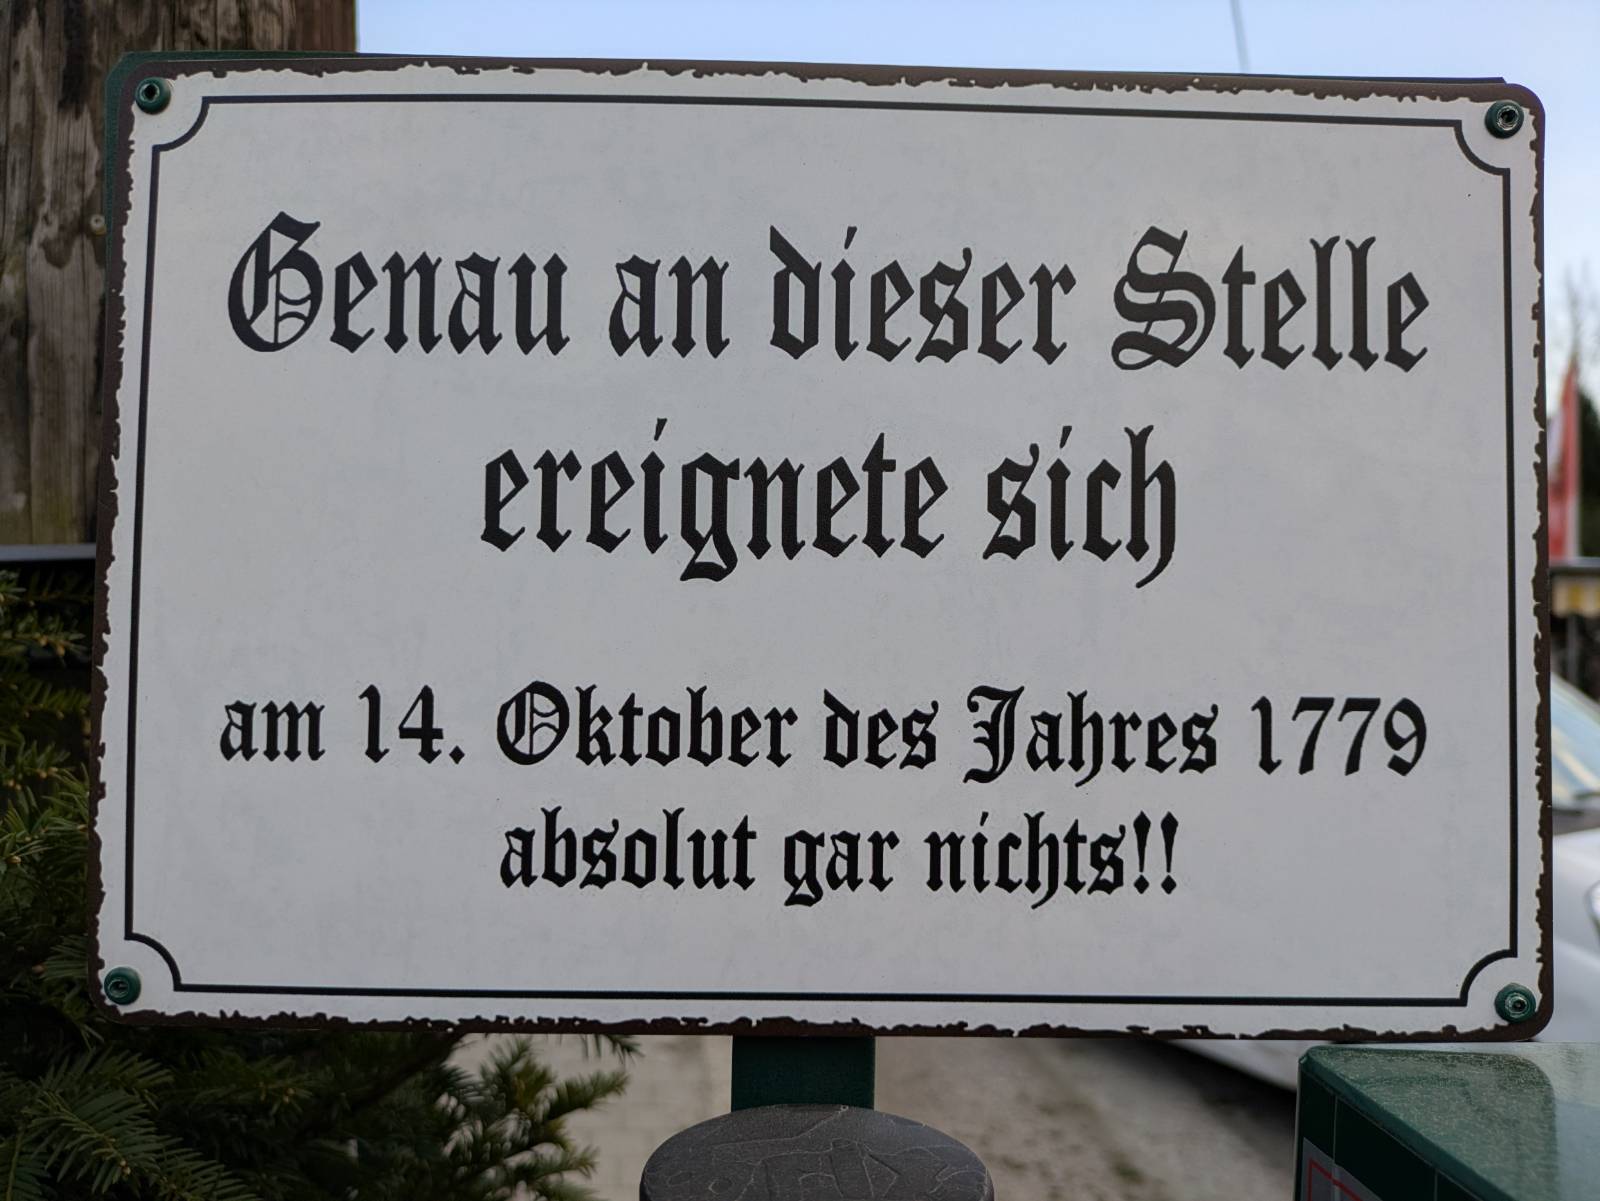 Genau an dieser Stelle
ereignete sich
am 14. Oktober des Jahres 1779
absolut gar nichts!!